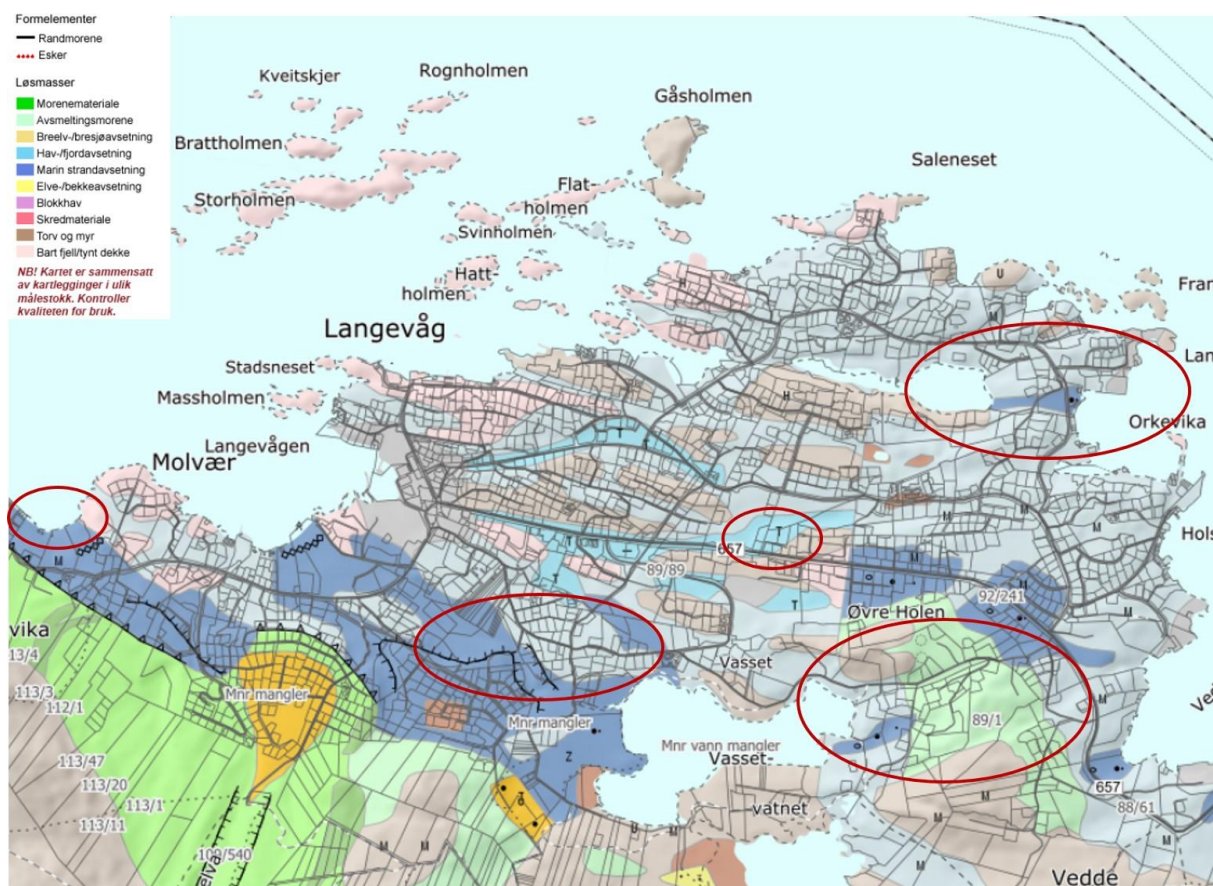 Formelementer
Randmorene
Esker
Løsmasser
Morenemateriale
Avsmeltingsmorene
Breelv-/bresjøavsetning
Hav-/fjordavsetning
Marin strandavsetning
Elve-/bekkeavsetning
Blokkhav
Skredmateriale
Torv og myr
Bart fjell/tynt dekke
NB! Kartet er sammensatt
av kartlegginger i ulik
målestokk. Kontroller
kvaliteten for bruk.
Kveitskjer
Rognholmen
Gåsholmen
Brattholmen
Saleneset
Storholmen
Flat-
holmen
Svinholmen
Hatt-
holmen
U
Fran
H
M
Langevåg
Lan
Stadsneset
Massholmen
H
Orkevika
Langevågen
T
T
Molvær
M
M
Hols
T
T
657
M
M
T
89/89
M
92/241
T
T
Øvre Holen
M
vika
13/4
Vasset
113/3
Mnr mangler
Mnr mangler
M
112/1
89/1
Mnr vann mangler
Vasset-
113/47
Z
113/20
657
113/1
vatnet
88/61
113/11
U
M
M
M
M
109/540
elva
Vedde